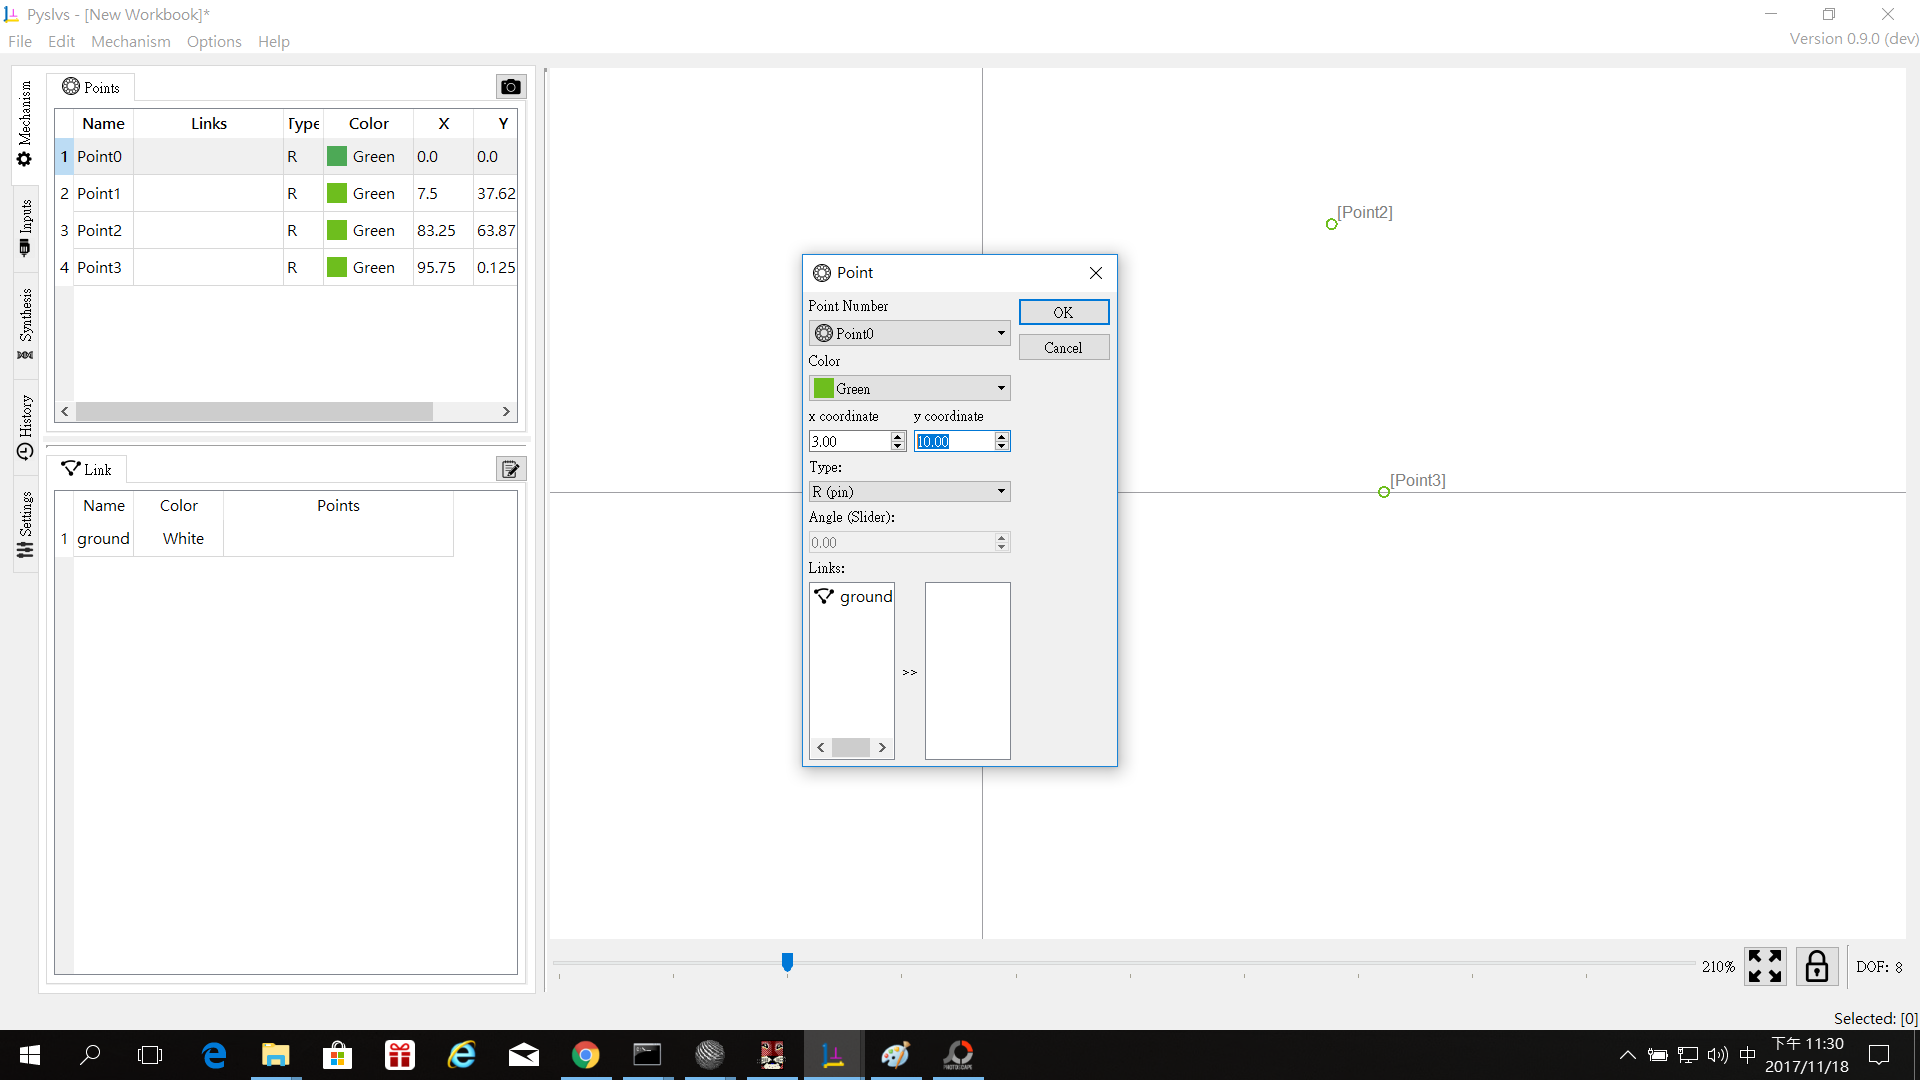 Pyslvs - [New Workbook]*
File Edit Mechanism Options Help
Version 0.9.0 (dev)
Mechanism
Inputs
Synthesis
History
Settings
Points
Name Links Type Color X Y
1 Point0 R Green 0.0 0.0
2 Point1 R Green 7.5 37.62
3 Point2 R Green 83.25 63.87
4 Point3 R Green 95.75 0.125
Link
Name Color Points
1 ground White
[Point2]
[Point3]
Point
Point Number
OK
Point0
Cancel
Color
Green
x coordinate y coordinate
3.00 10.00
Type:
R (pin)
Angle (Slider):
0.00
Links:
ground
>>
210%
DOF: 8
Selected: [0]
中
下午 11:30
2017/11/18
PHOTOSCAPE